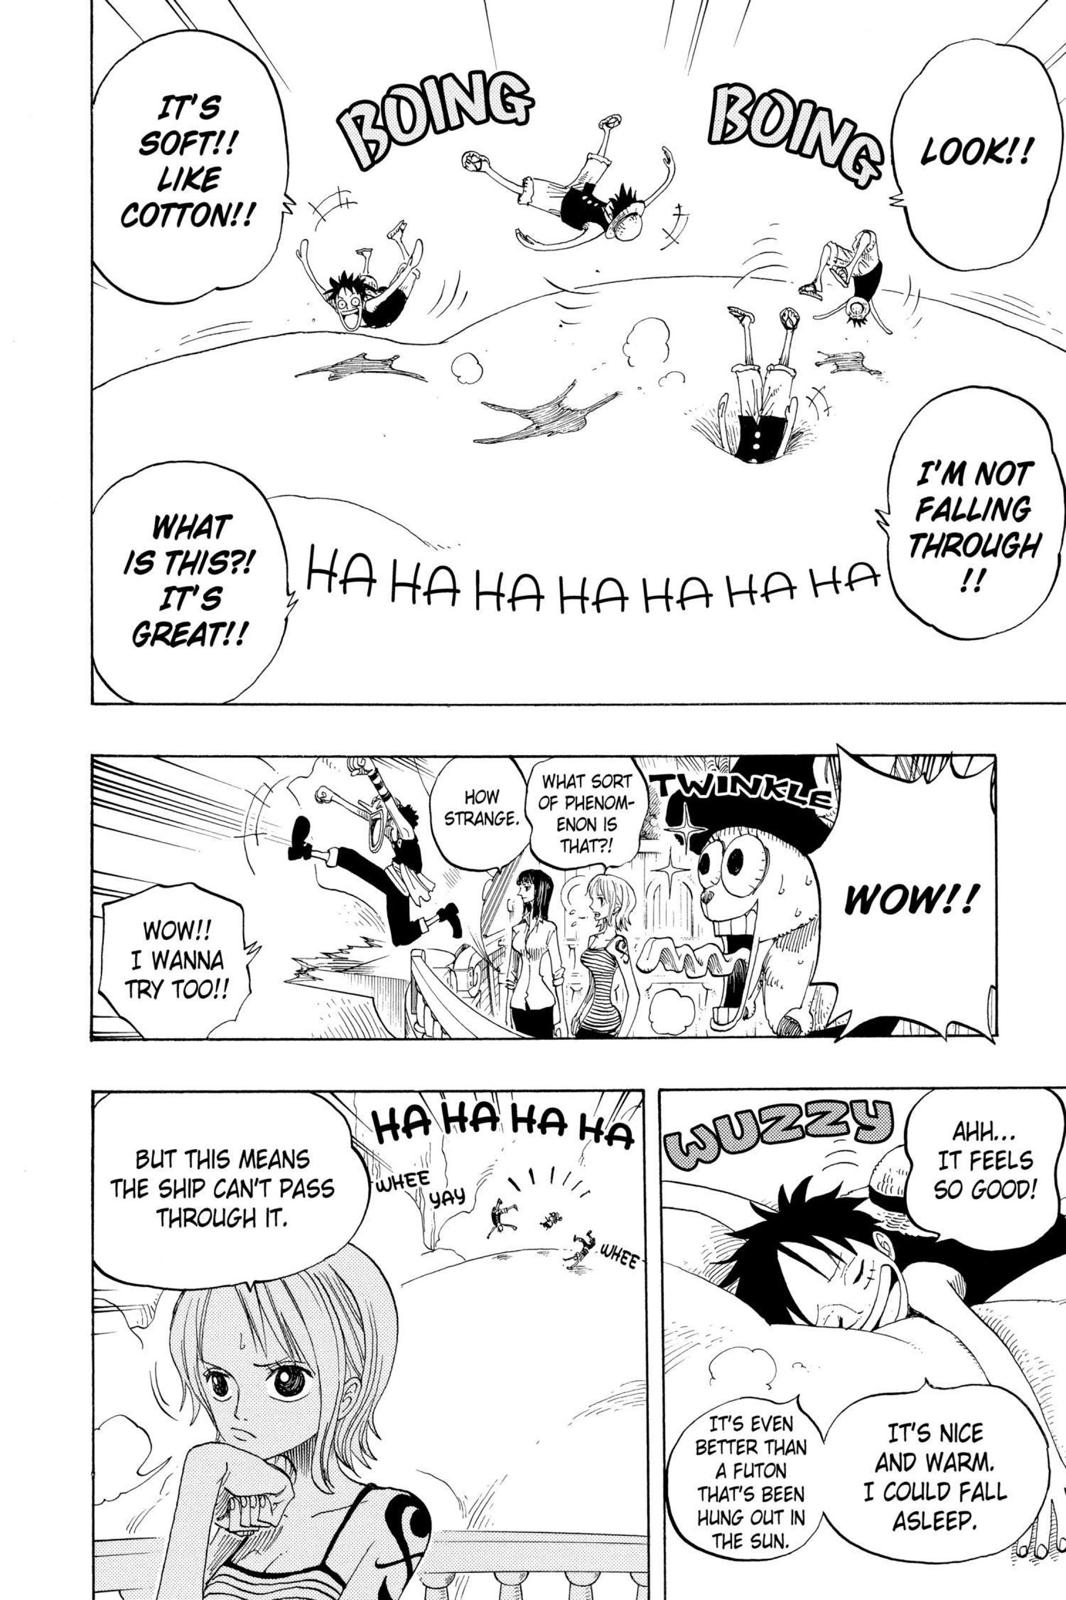 LOOK!!
BOING
BOING
IT'S
SOFT!!
LIKE
COTTON!!
I'M NOT
FALLING
THROUGH
!!
HA HA HA HA HA HA HA
WHAT
IS THIS?!
IT'S
GREAT!!
WOW!!
TWINKLE
WHAT SORT
OF PHENOM-
ENON IS
THAT?!
HOW
STRANGE.
WOW!!
I WANNA
TRY TOO!!
AHH...
IT FEELS
SO GOOD!
WUZZY
IT'S NICE
AND WARM.
I COULD FALL
ASLEEP.
IT'S EVEN
BETTER THAN
A FUTON
THAT'S BEEN
HUNG OUT IN
THE SUN.
HA HA HA HA
WHEE
YAY
WHEE
BUT THIS MEANS
THE SHIP CAN'T PASS
THROUGH IT.